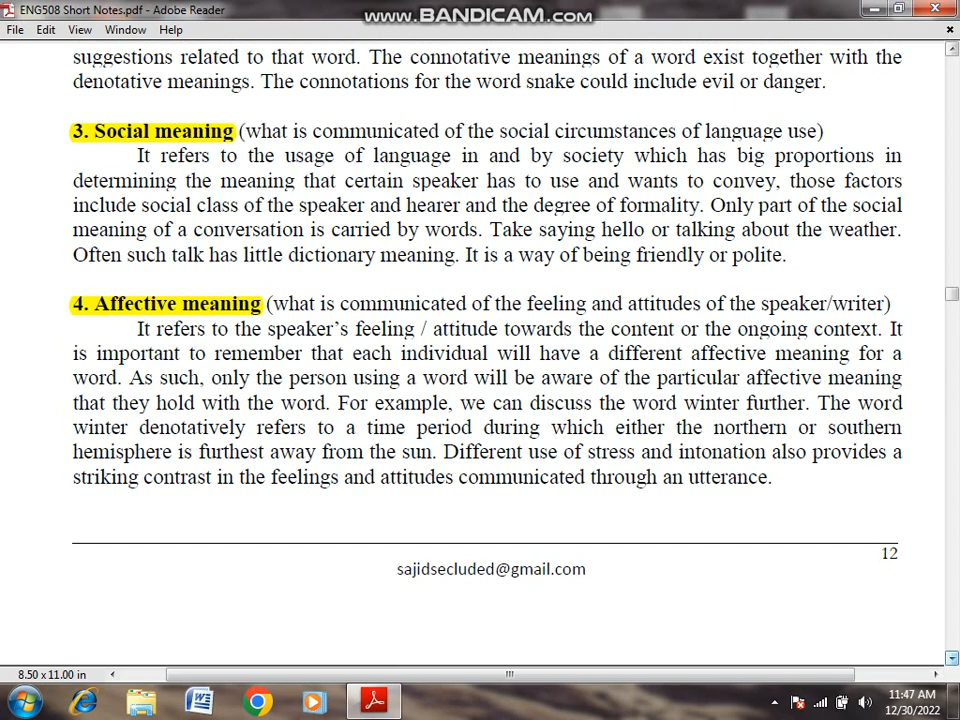 ENG508 Short Notes.pdf - Adobe Reader
www.BANDICAM.com
File Edit View Window Help
suggestions related to that word. The connotative meanings of a word exist together with the
denotative meanings. The connotations for the word snake could include evil or danger.
3. Social meaning (what is communicated of the social circumstances of language use)
It refers to the usage of language in and by society which has big proportions in
determining the meaning that certain speaker has to use and wants to convey, those factors
include social class of the speaker and hearer and the degree of formality. Only part of the social
meaning of a conversation is carried by words. Take saying hello or talking about the weather.
Often such talk has little dictionary meaning. It is a way of being friendly or polite.
4. Affective meaning (what is communicated of the feeling and attitudes of the speaker/writer)
It refers to the speaker's feeling / attitude towards the content or the ongoing context. It
is important to remember that each individual will have a different affective meaning for a
word. As such, only the person using a word will be aware of the particular affective meaning
that they hold with the word. For example, we can discuss the word winter further. The word
winter denotatively refers to a time period during which either the northern or southern
hemisphere is furthest away from the sun. Different use of stress and intonation also provides a
striking contrast in the feelings and attitudes communicated through an utterance.
12
sajidsecluded@gmail.com
8.50 x 11.00 in
11:47 AM
12/30/2022